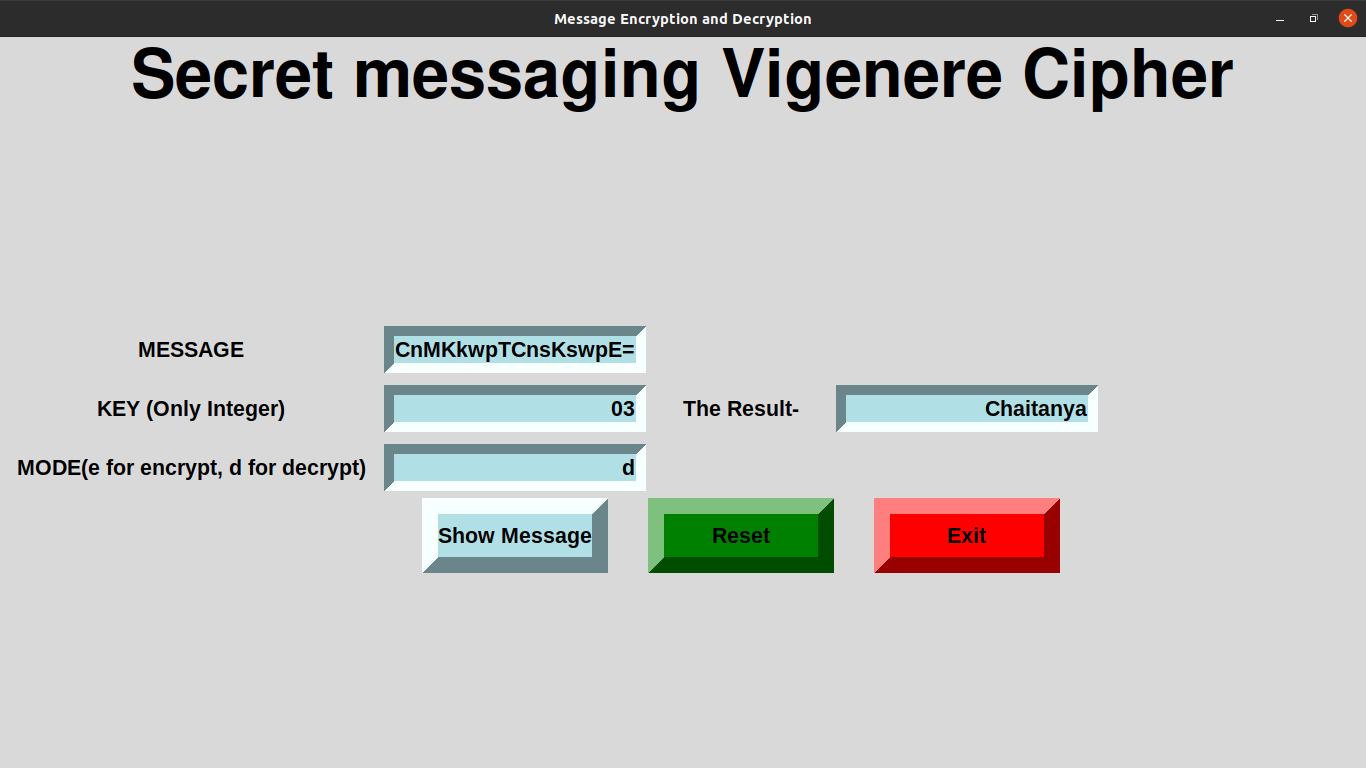 Message Encryption and Decryption
Secret messaging Vigenere Cipher
MESSAGE
CnMKkwpTCnsKswpE=
KEY (Only Integer)
03
The Result-
Chaitanya
MODE(e for encrypt, d for decrypt)
d
Show Message
Reset
Exit